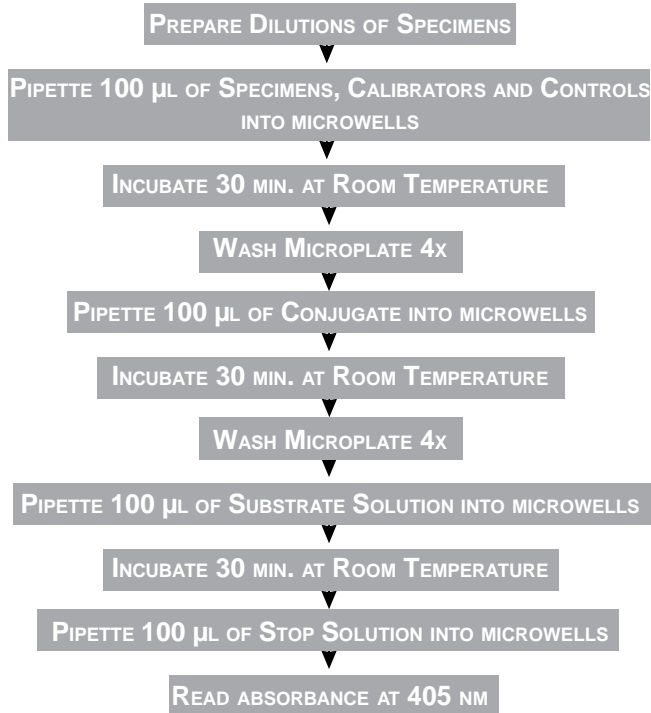 Prepare Dilutions of Specimens
Pipette 100 µl of Specimens, Calibrators and Controls
into microwells
Incubate 30 min. at Room Temperature
Wash Microplate 4x
Pipette 100 µl of Conjugate into microwells
Incubate 30 min. at Room Temperature
Wash Microplate 4x
Pipette 100 µl of Substrate Solution into microwells
Incubate 30 min. at Room Temperature
Pipette 100 µl of Stop Solution into microwells
Read absorbance at 405 nm